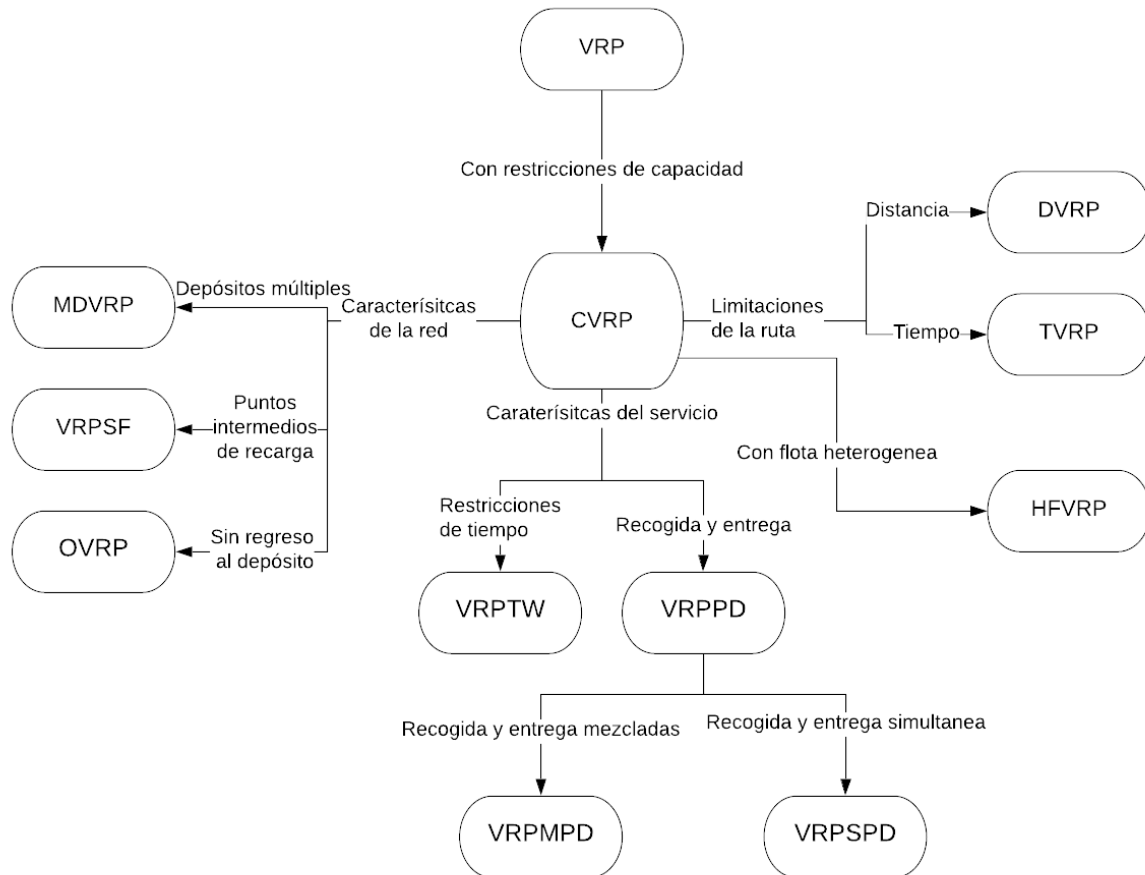 VRP
Con restricciones de capacidad
Distancia
DVRP
Depósitos múltiples
MDVRP
Caracterísitcas
de la red
CVRP
Limitaciones
de la ruta
Tiempo
TVRP
Puntos
intermedios
de recarga
VRPSF
Caraterísitcas del servicio
Con flota heterogenea
HFVRP
Sin regreso
al depósito
OVRP
Restricciones
de tiempo
Recogida y entrega
VRPTW
VRPPD
Recogida y entrega mezcladas
Recogida y entrega simultanea
VRPMPD
VRPSPD